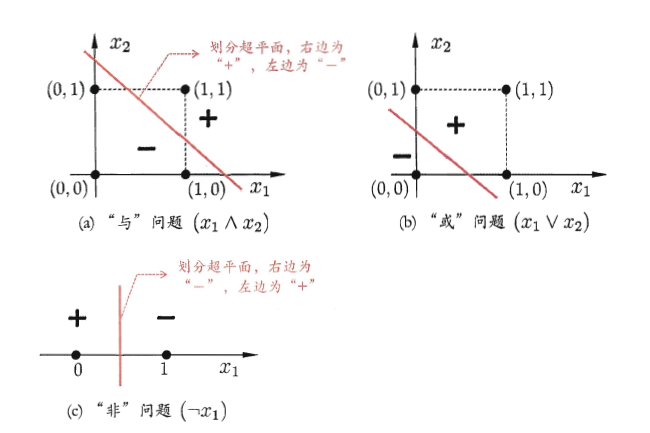 x₂
划分超平面，右边为
“+”，左边为“−”
(0,1)
(1,1)
+
−
(0,0)
(1,0)
x₁
(a) “与”问题 (x₁ ∧ x₂)
x₂
(0,1)
(1,1)
+
−
(0,0)
(1,0)
x₁
(b) “或”问题 (x₁ ∨ x₂)
划分超平面，右边为
“−”，左边为“+”
+
−
0
1
x₁
(c) “非”问题 (¬x₁)